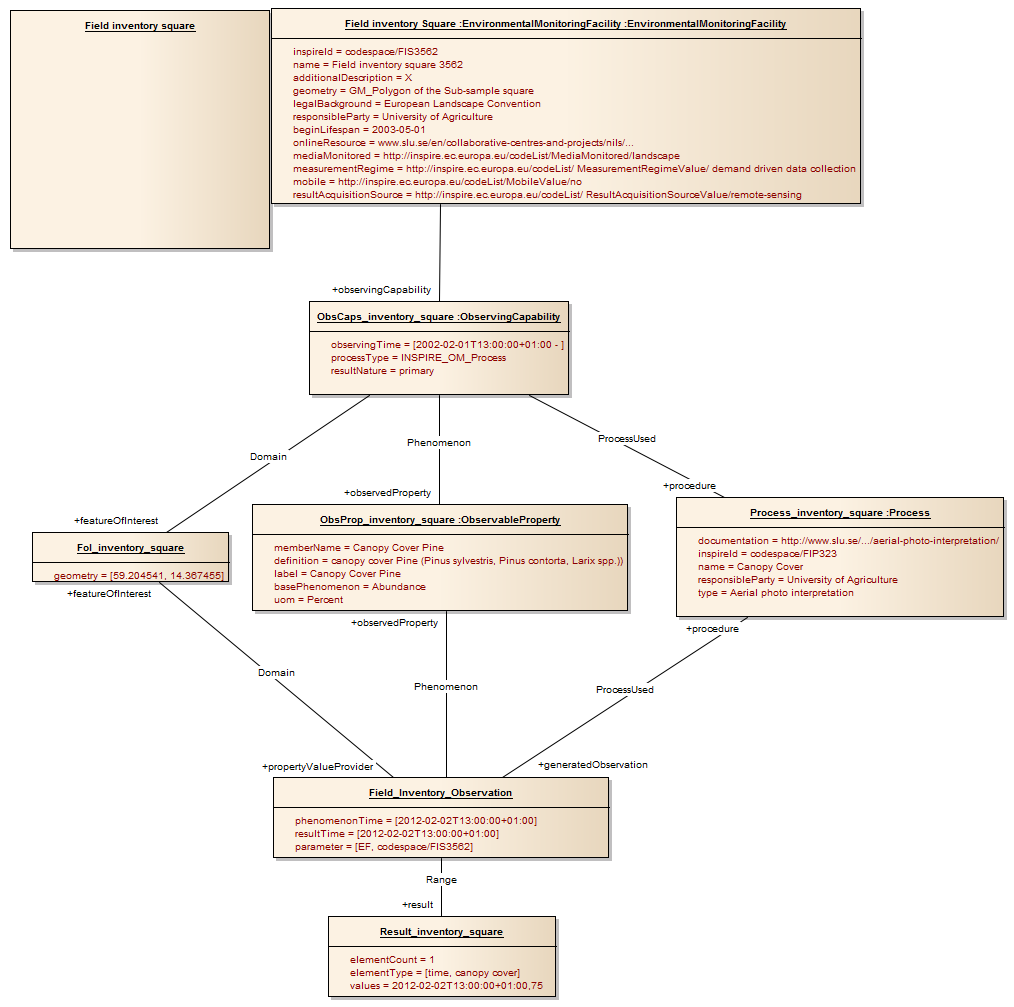 Field inventory square
Field inventory Square :EnvironmentalMonitoringFacility :EnvironmentalMonitoringFacility
inspireId = codespace/FIS3562
name = Field inventory square 3562
additionalDescription = X
geometry = GM_Polygon of the Sub-sample square
legalBackground = European Landscape Convention
responsibleParty = University of Agriculture
beginLifespan = 2003-05-01
onlineResource = www.slu.se/en/collaborative-centres-and-projects/nils/...
mediaMonitored = http://inspire.ec.europa.eu/codeList/MediaMonitored/landscape
measurementRegime = http://inspire.ec.europa.eu/codeList/ MeasurementRegimeValue/ demand driven data collection
mobile = http://inspire.ec.europa.eu/codeList/MobileValue/no
resultAcquisitionSource = http://inspire.ec.europa.eu/codeList/ ResultAcquisitionSourceValue/remote-sensing
+observingCapability
ObsCaps_inventory_square :ObservingCapability
observingTime = [2002-02-01T13:00:00+01:00 - ]
processType = INSPIRE_OM_Process
resultNature = primary
Domain
Phenomenon
ProcessUsed
+featureOfInterest
+observedProperty
+procedure
FoI_inventory_square
geometry = [59.204541, 14.367455]
ObsProp_inventory_square :ObservableProperty
memberName = Canopy Cover Pine
definition = canopy cover Pine (Pinus sylvestris, Pinus contorta, Larix spp.))
label = Canopy Cover Pine
basePhenomenon = Abundance
uom = Percent
Process_inventory_square :Process
documentation = http://www.slu.se/.../aerial-photo-interpretation/
inspireId = codespace/FIP323
name = Canopy Cover
responsibleParty = University of Agriculture
type = Aerial photo interpretation
+featureOfInterest
+observedProperty
+procedure
Domain
Phenomenon
ProcessUsed
+propertyValueProvider
+generatedObservation
Field_Inventory_Observation
phenomenonTime = [2012-02-02T13:00:00+01:00]
resultTime = [2012-02-02T13:00:00+01:00]
parameter = [EF, codespace/FIS3562]
Range
+result
Result_inventory_square
elementCount = 1
elementType = [time, canopy cover]
values = 2012-02-02T13:00:00+01:00,75